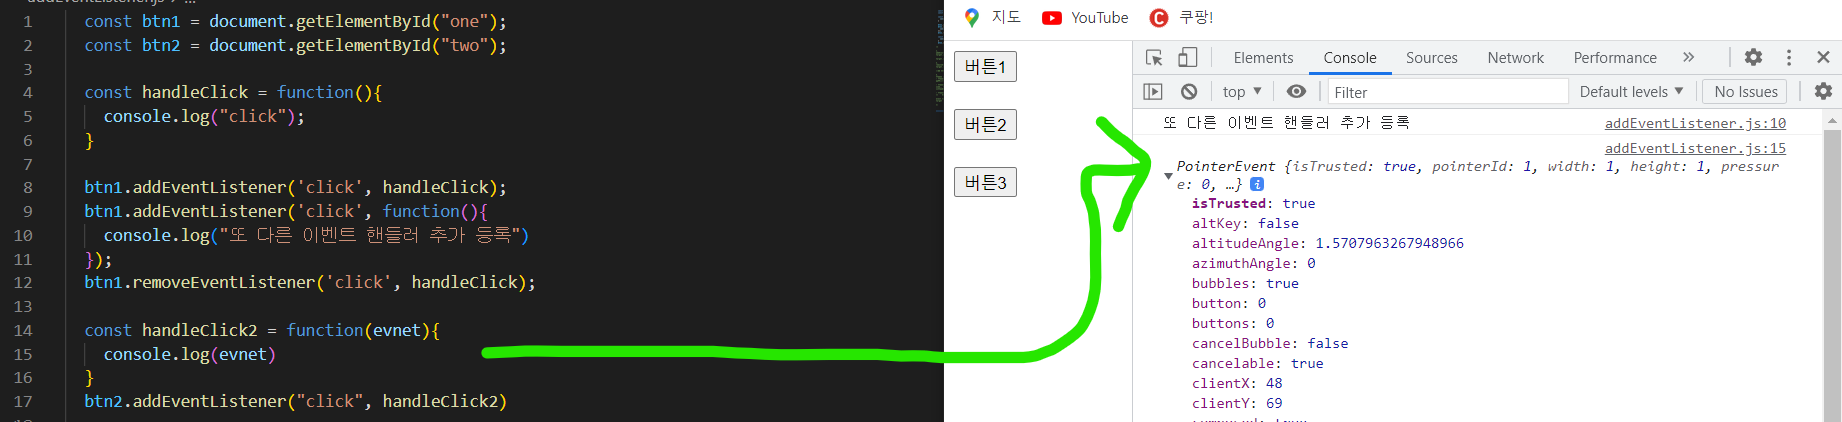 addEventListener.js > ...
1 const btn1 = document.getElementById("one");
2 const btn2 = document.getElementById("two");
3
4 const handleClick = function(){
5 console.log("click");
6 }
7
8 btn1.addEventListener('click', handleClick);
9 btn1.addEventListener('click', function(){
10 console.log("또 다른 이벤트 핸들러 추가 등록")
11 });
12 btn1.removeEventListener('click', handleClick);
13
14 const handleClick2 = function(evnet){
15 console.log(evnet)
16 }
17 btn2.addEventListener("click", handleClick2)
지도 YouTube 쿠팡!
버튼1
버튼2
버튼3
Elements Console Sources Network Performance »
top ▼ Filter Default levels ▼ No Issues
또 다른 이벤트 핸들러 추가 등록 addEventListener.js:10
addEventListener.js:15
PointerEvent {isTrusted: true, pointerId: 1, width: 1, height: 1, pressur
e: 0, …} i
isTrusted: true
altKey: false
altitudeAngle: 1.5707963267948966
azimuthAngle: 0
bubbles: true
button: 0
buttons: 0
cancelBubble: false
cancelable: true
clientX: 48
clientY: 69